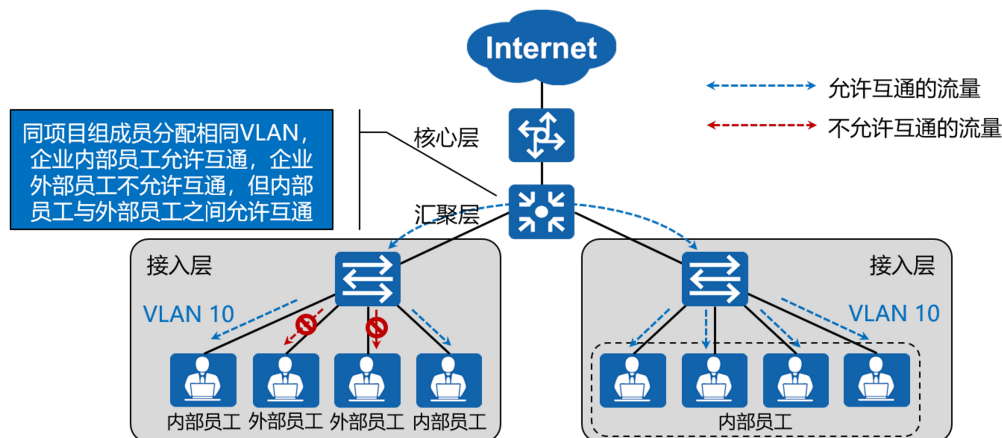 Internet
允许互通的流量
不允许互通的流量
同项目组成员分配相同VLAN，
企业内部员工允许互通，企业
外部员工不允许互通，但内部
员工与外部员工之间允许互通
核心层
汇聚层
接入层
VLAN 10
内部员工
外部员工
外部员工
内部员工
接入层
VLAN 10
内部员工